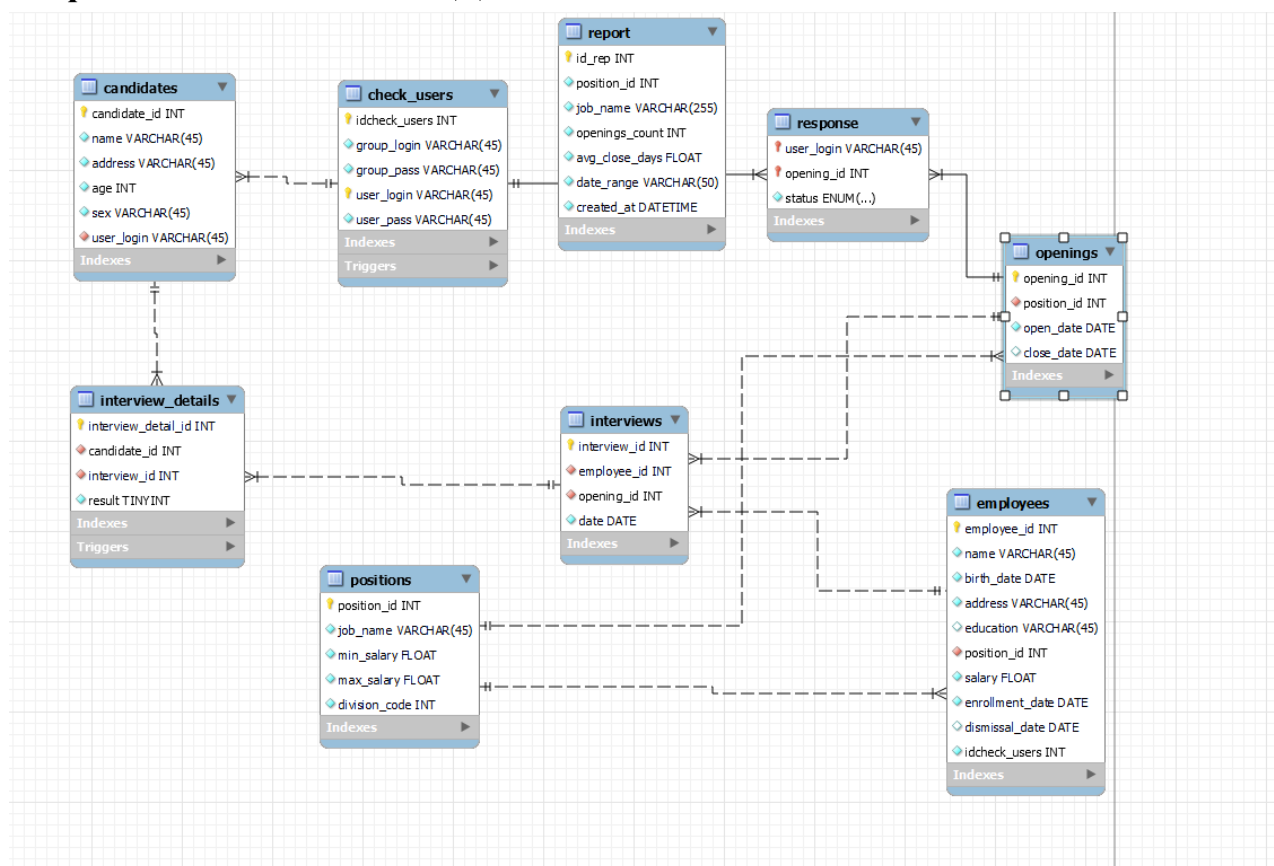 report
id_rep INT
position_id INT
job_name VARCHAR(255)
openings_count INT
avg_close_days FLOAT
date_range VARCHAR(50)
created_at DATETIME
Indexes
candidates
candidate_id INT
name VARCHAR(45)
address VARCHAR(45)
age INT
sex VARCHAR(45)
user_login VARCHAR(45)
Indexes
check_users
idcheck_users INT
group_login VARCHAR(45)
group_pass VARCHAR(45)
user_login VARCHAR(45)
user_pass VARCHAR(45)
Indexes
Triggers
response
user_login VARCHAR(45)
opening_id INT
status ENUM(...)
Indexes
openings
opening_id INT
position_id INT
open_date DATE
close_date DATE
Indexes
interview_details
interview_detail_id INT
candidate_id INT
interview_id INT
result TINYINT
Indexes
Triggers
interviews
interview_id INT
employee_id INT
opening_id INT
date DATE
Indexes
employees
employee_id INT
name VARCHAR(45)
birth_date DATE
address VARCHAR(45)
education VARCHAR(45)
position_id INT
salary FLOAT
enrollment_date DATE
dismissal_date DATE
idcheck_users INT
Indexes
positions
position_id INT
job_name VARCHAR(45)
min_salary FLOAT
max_salary FLOAT
division_code INT
Indexes